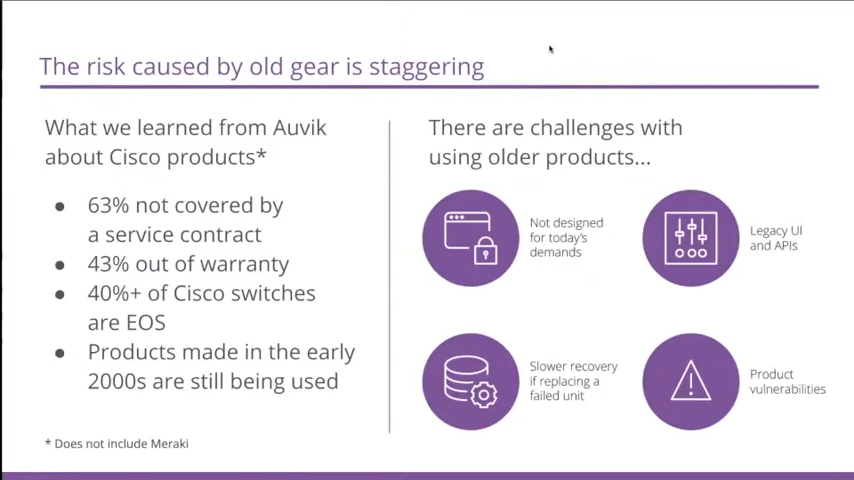 The risk caused by old gear is staggering
What we learned from Auvik
about Cisco products*
● 63% not covered by
a service contract
● 43% out of warranty
● 40%+ of Cisco switches
are EOS
● Products made in the early
2000s are still being used
* Does not include Meraki
There are challenges with
using older products...
Not designed
for today's
demands
Legacy UI
and APIs
Slower recovery
if replacing a
failed unit
Product
vulnerabilities